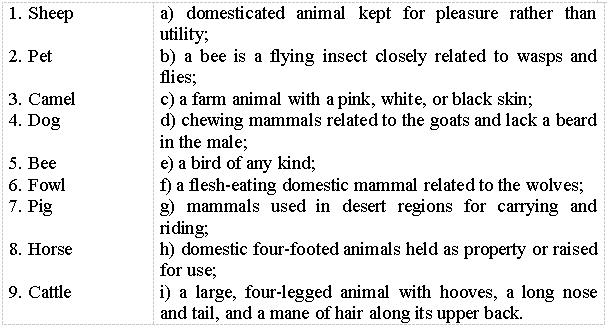 1. Sheep a) domesticated animal kept for pleasure rather than
utility;
2. Pet b) a bee is a flying insect closely related to wasps and
flies;
3. Camel c) a farm animal with a pink, white, or black skin;
4. Dog d) chewing mammals related to the goats and lack a beard
in the male;
5. Bee e) a bird of any kind;
6. Fowl f) a flesh-eating domestic mammal related to the wolves;
7. Pig g) mammals used in desert regions for carrying and
riding;
8. Horse h) domestic four-footed animals held as property or raised
for use;
9. Cattle i) a large, four-legged animal with hooves, a long nose
and tail, and a mane of hair along its upper back.